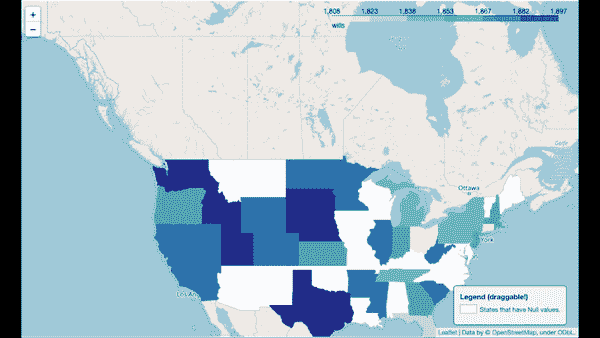 +
1,808 1,823 1,838 1,853 1,867 1,882 1,897
−
wills
Ottawa
York
Los An
Legend (draggable!)
States that have Null values.
Leaflet | Data by © OpenStreetMap, under ODbL.